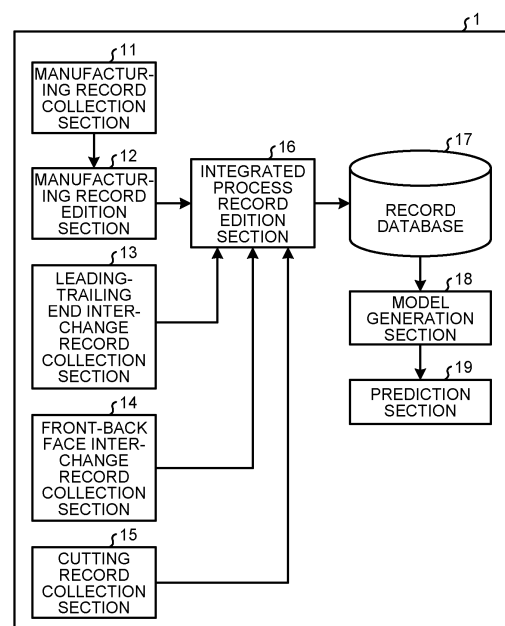 1
11
MANUFACTUR-
ING RECORD
COLLECTION
SECTION
12
MANUFACTUR-
ING RECORD
EDITION
SECTION
13
LEADING-
TRAILING
END INTER-
CHANGE
RECORD
COLLECTION
SECTION
14
FRONT-BACK
FACE INTER-
CHANGE
RECORD
COLLECTION
SECTION
15
CUTTING
RECORD
COLLECTION
SECTION
16
INTEGRATED
PROCESS
RECORD
EDITION
SECTION
17
RECORD
DATABASE
18
MODEL
GENERATION
SECTION
19
PREDICTION
SECTION